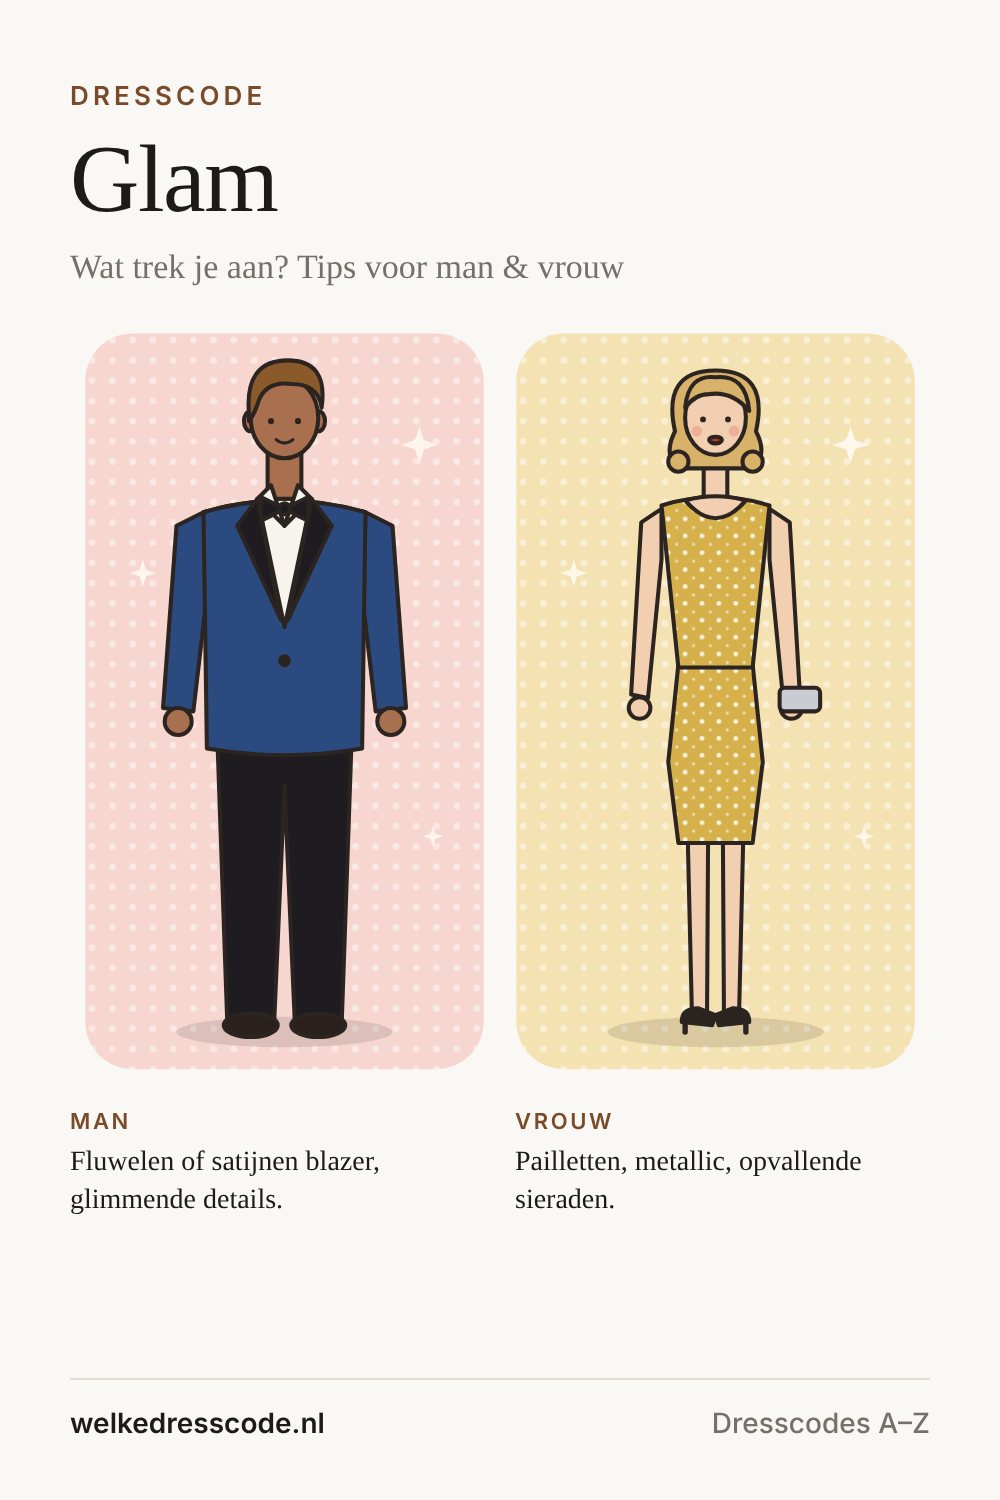 DRESSCODE
Glam
Wat trek je aan? Tips voor man & vrouw
MAN
Fluwelen of satijnen blazer,
glimmende details.
VROUW
Pailletten, metallic, opvallende
sieraden.
welkedresscode.nl
Dresscodes A–Z